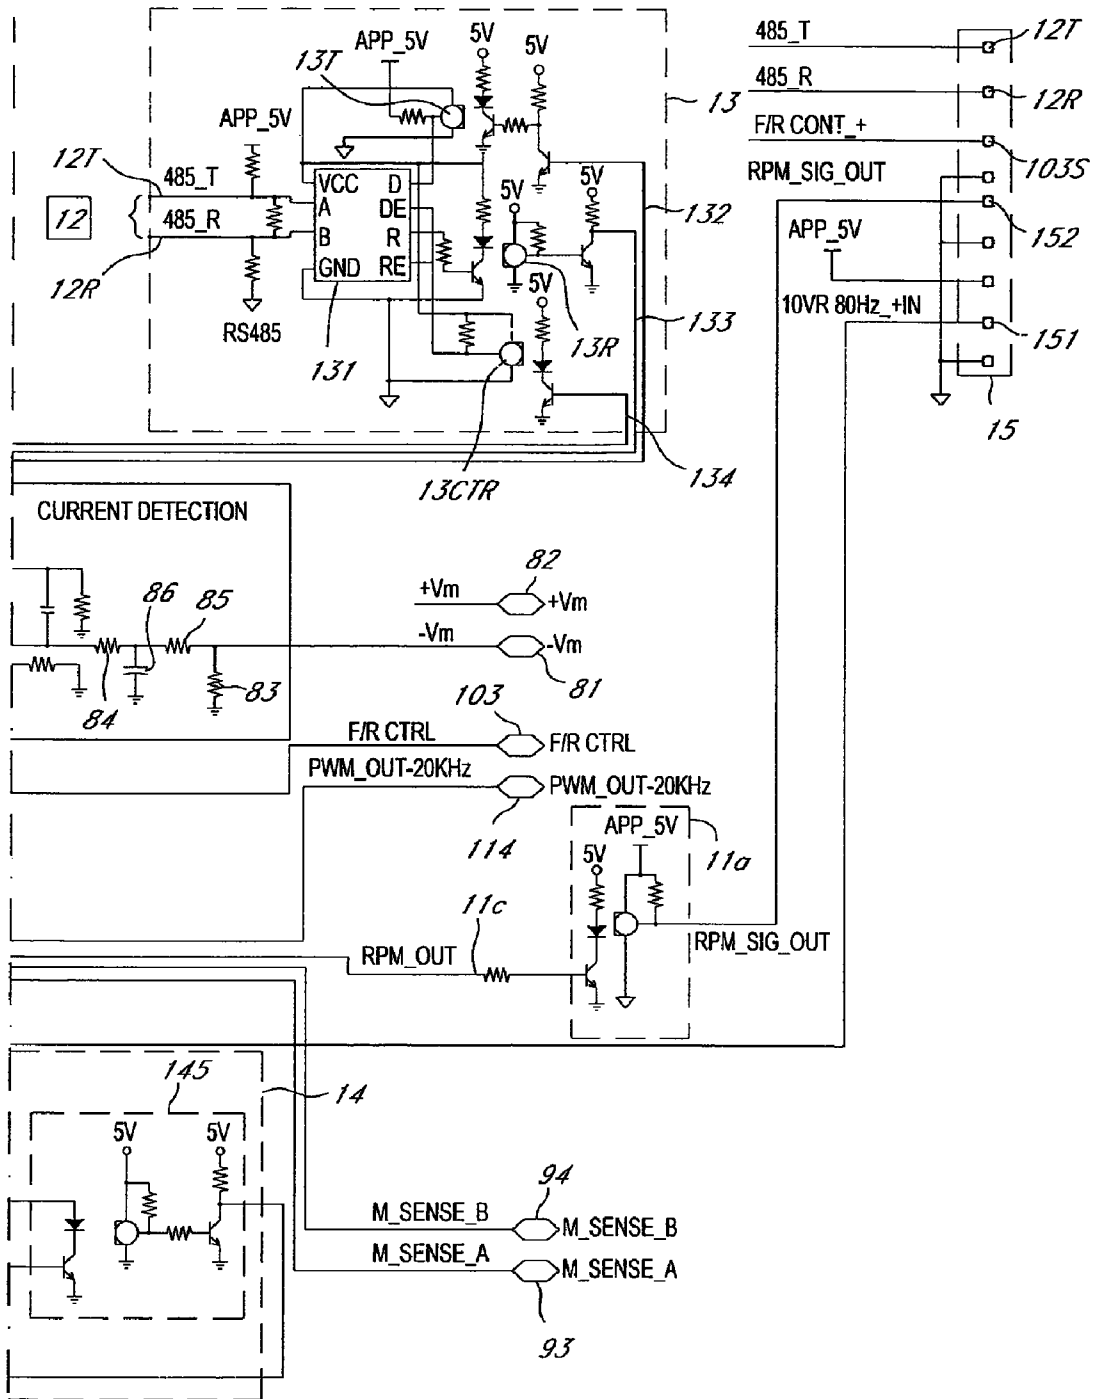 5V
5V
485_T
12T
APP_5V
13T
13
485_R
12R
APP_5V
F/R CONT_+
103S
12T
485_T
VCC
D
5V
5V
RPM_SIG_OUT
12
A
DE
132
152
485_R
B
R
APP_5V
12R
GND
RE
5V
10VR 80Hz_+IN
RS485
131
13R
133
151
15
13CTR
134
CURRENT DETECTION
+Vm
82
+Vm
86
85
-Vm
-Vm
81
84
83
103
F/R CTRL
F/R CTRL
PWM_OUT-20KHz
PWM_OUT-20KHz
114
APP_5V
5V
11a
11c
RPM_OUT
RPM_SIG_OUT
145
14
5V
5V
94
M_SENSE_B
M_SENSE_B
M_SENSE_A
M_SENSE_A
93